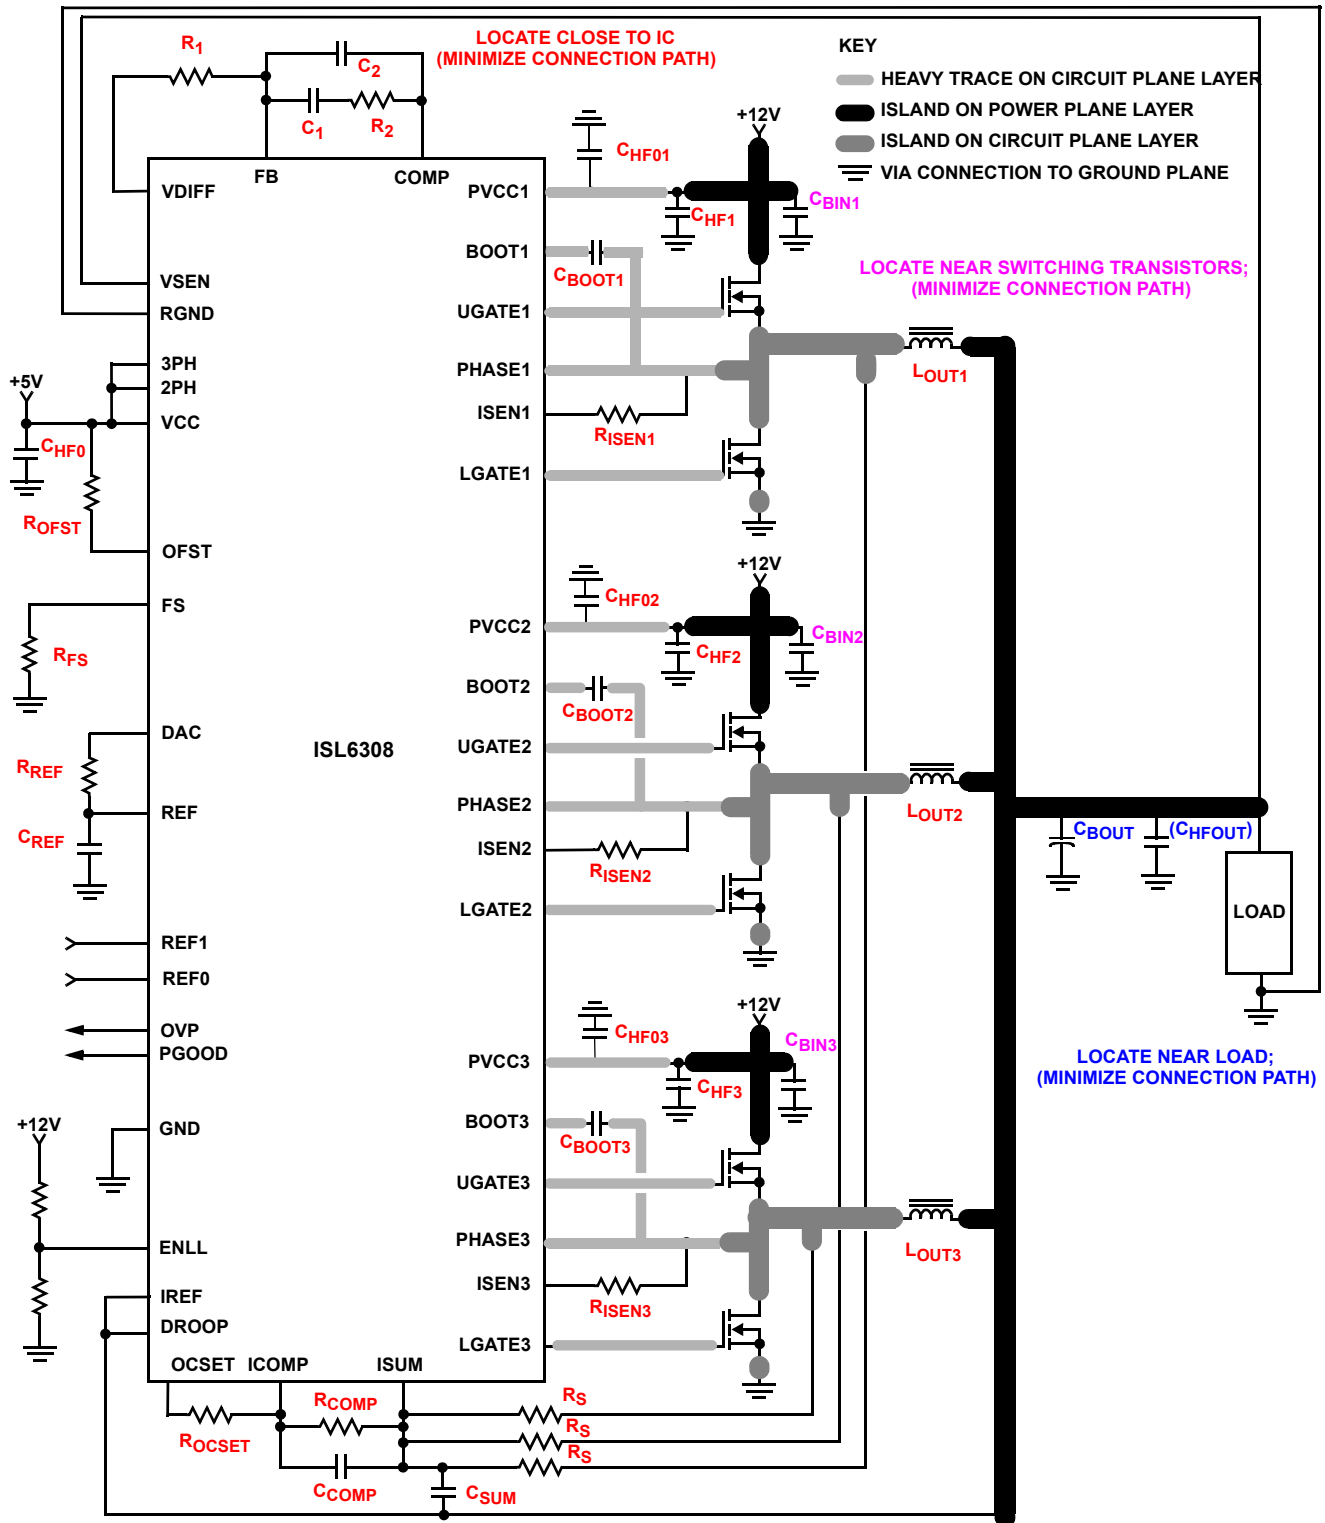 LOCATE CLOSE TO IC
(MINIMIZE CONNECTION PATH)
KEY
HEAVY TRACE ON CIRCUIT PLANE LAYER
ISLAND ON POWER PLANE LAYER
ISLAND ON CIRCUIT PLANE LAYER
VIA CONNECTION TO GROUND PLANE
R1
C2
C1
R2
FB
COMP
VDIFF
VSEN
RGND
3PH
2PH
VCC
+5V
CHF0
ROFST
OFST
FS
RFS
DAC
RREF
REF
CREF
REF1
REF0
OVP
PGOOD
GND
+12V
ENLL
IREF
DROOP
OCSET
ICOMP
ISUM
ISL6308
PVCC1
BOOT1
UGATE1
PHASE1
ISEN1
LGATE1
CHF01
CHF1
+12V
CBIN1
CBOOT1
RISEN1
LOCATE NEAR SWITCHING TRANSISTORS;
(MINIMIZE CONNECTION PATH)
LOUT1
PVCC2
BOOT2
UGATE2
PHASE2
ISEN2
LGATE2
CHF02
CHF2
+12V
CBIN2
CBOOT2
RISEN2
LOUT2
CBOUT
(CHFOUT)
LOAD
LOCATE NEAR LOAD;
(MINIMIZE CONNECTION PATH)
PVCC3
BOOT3
UGATE3
PHASE3
ISEN3
LGATE3
CHF03
CHF3
+12V
CBIN3
CBOOT3
RISEN3
LOUT3
ROCSET
RCOMP
CCOMP
CSUM
RS
RS
RS